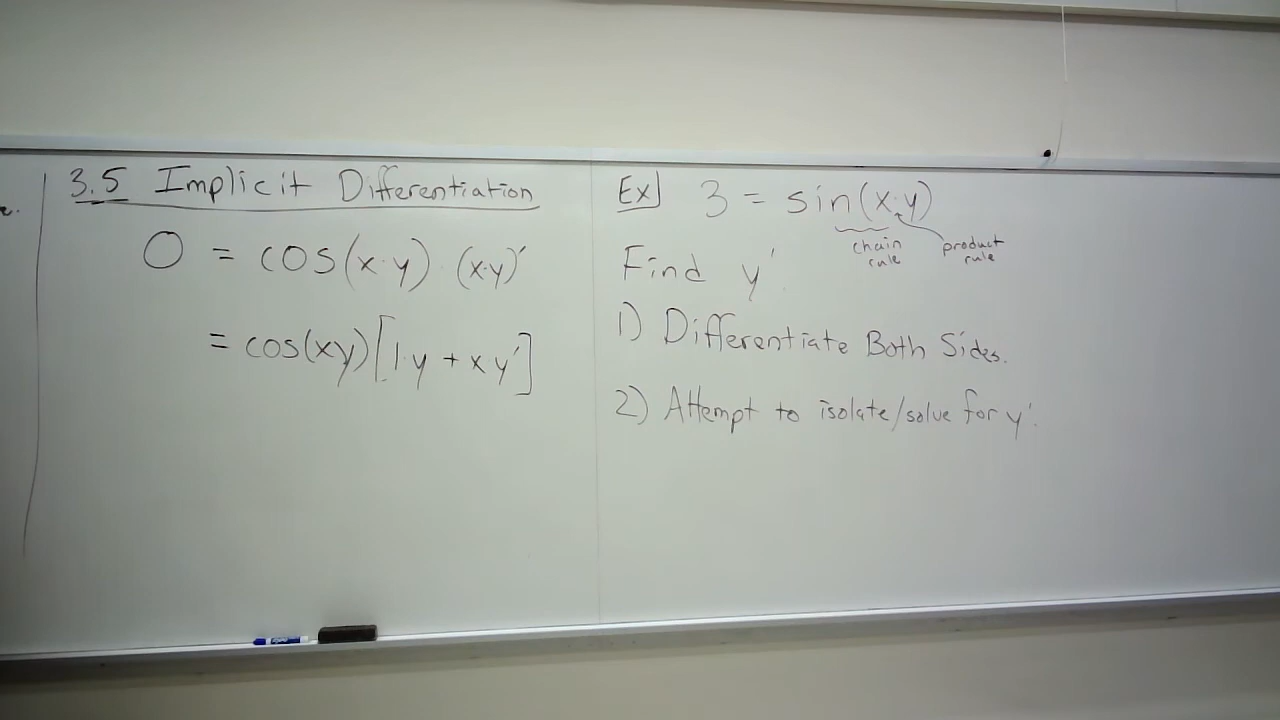 3.5 Implicit Differentiation
0 = cos(x·y) (x·y)'
= cos(xy)[1·y + xy']
Ex] 3 = sin(x·y)
chain rule
product rule
Find y'
1) Differentiate Both Sides.
2) Attempt to isolate/solve for y'.